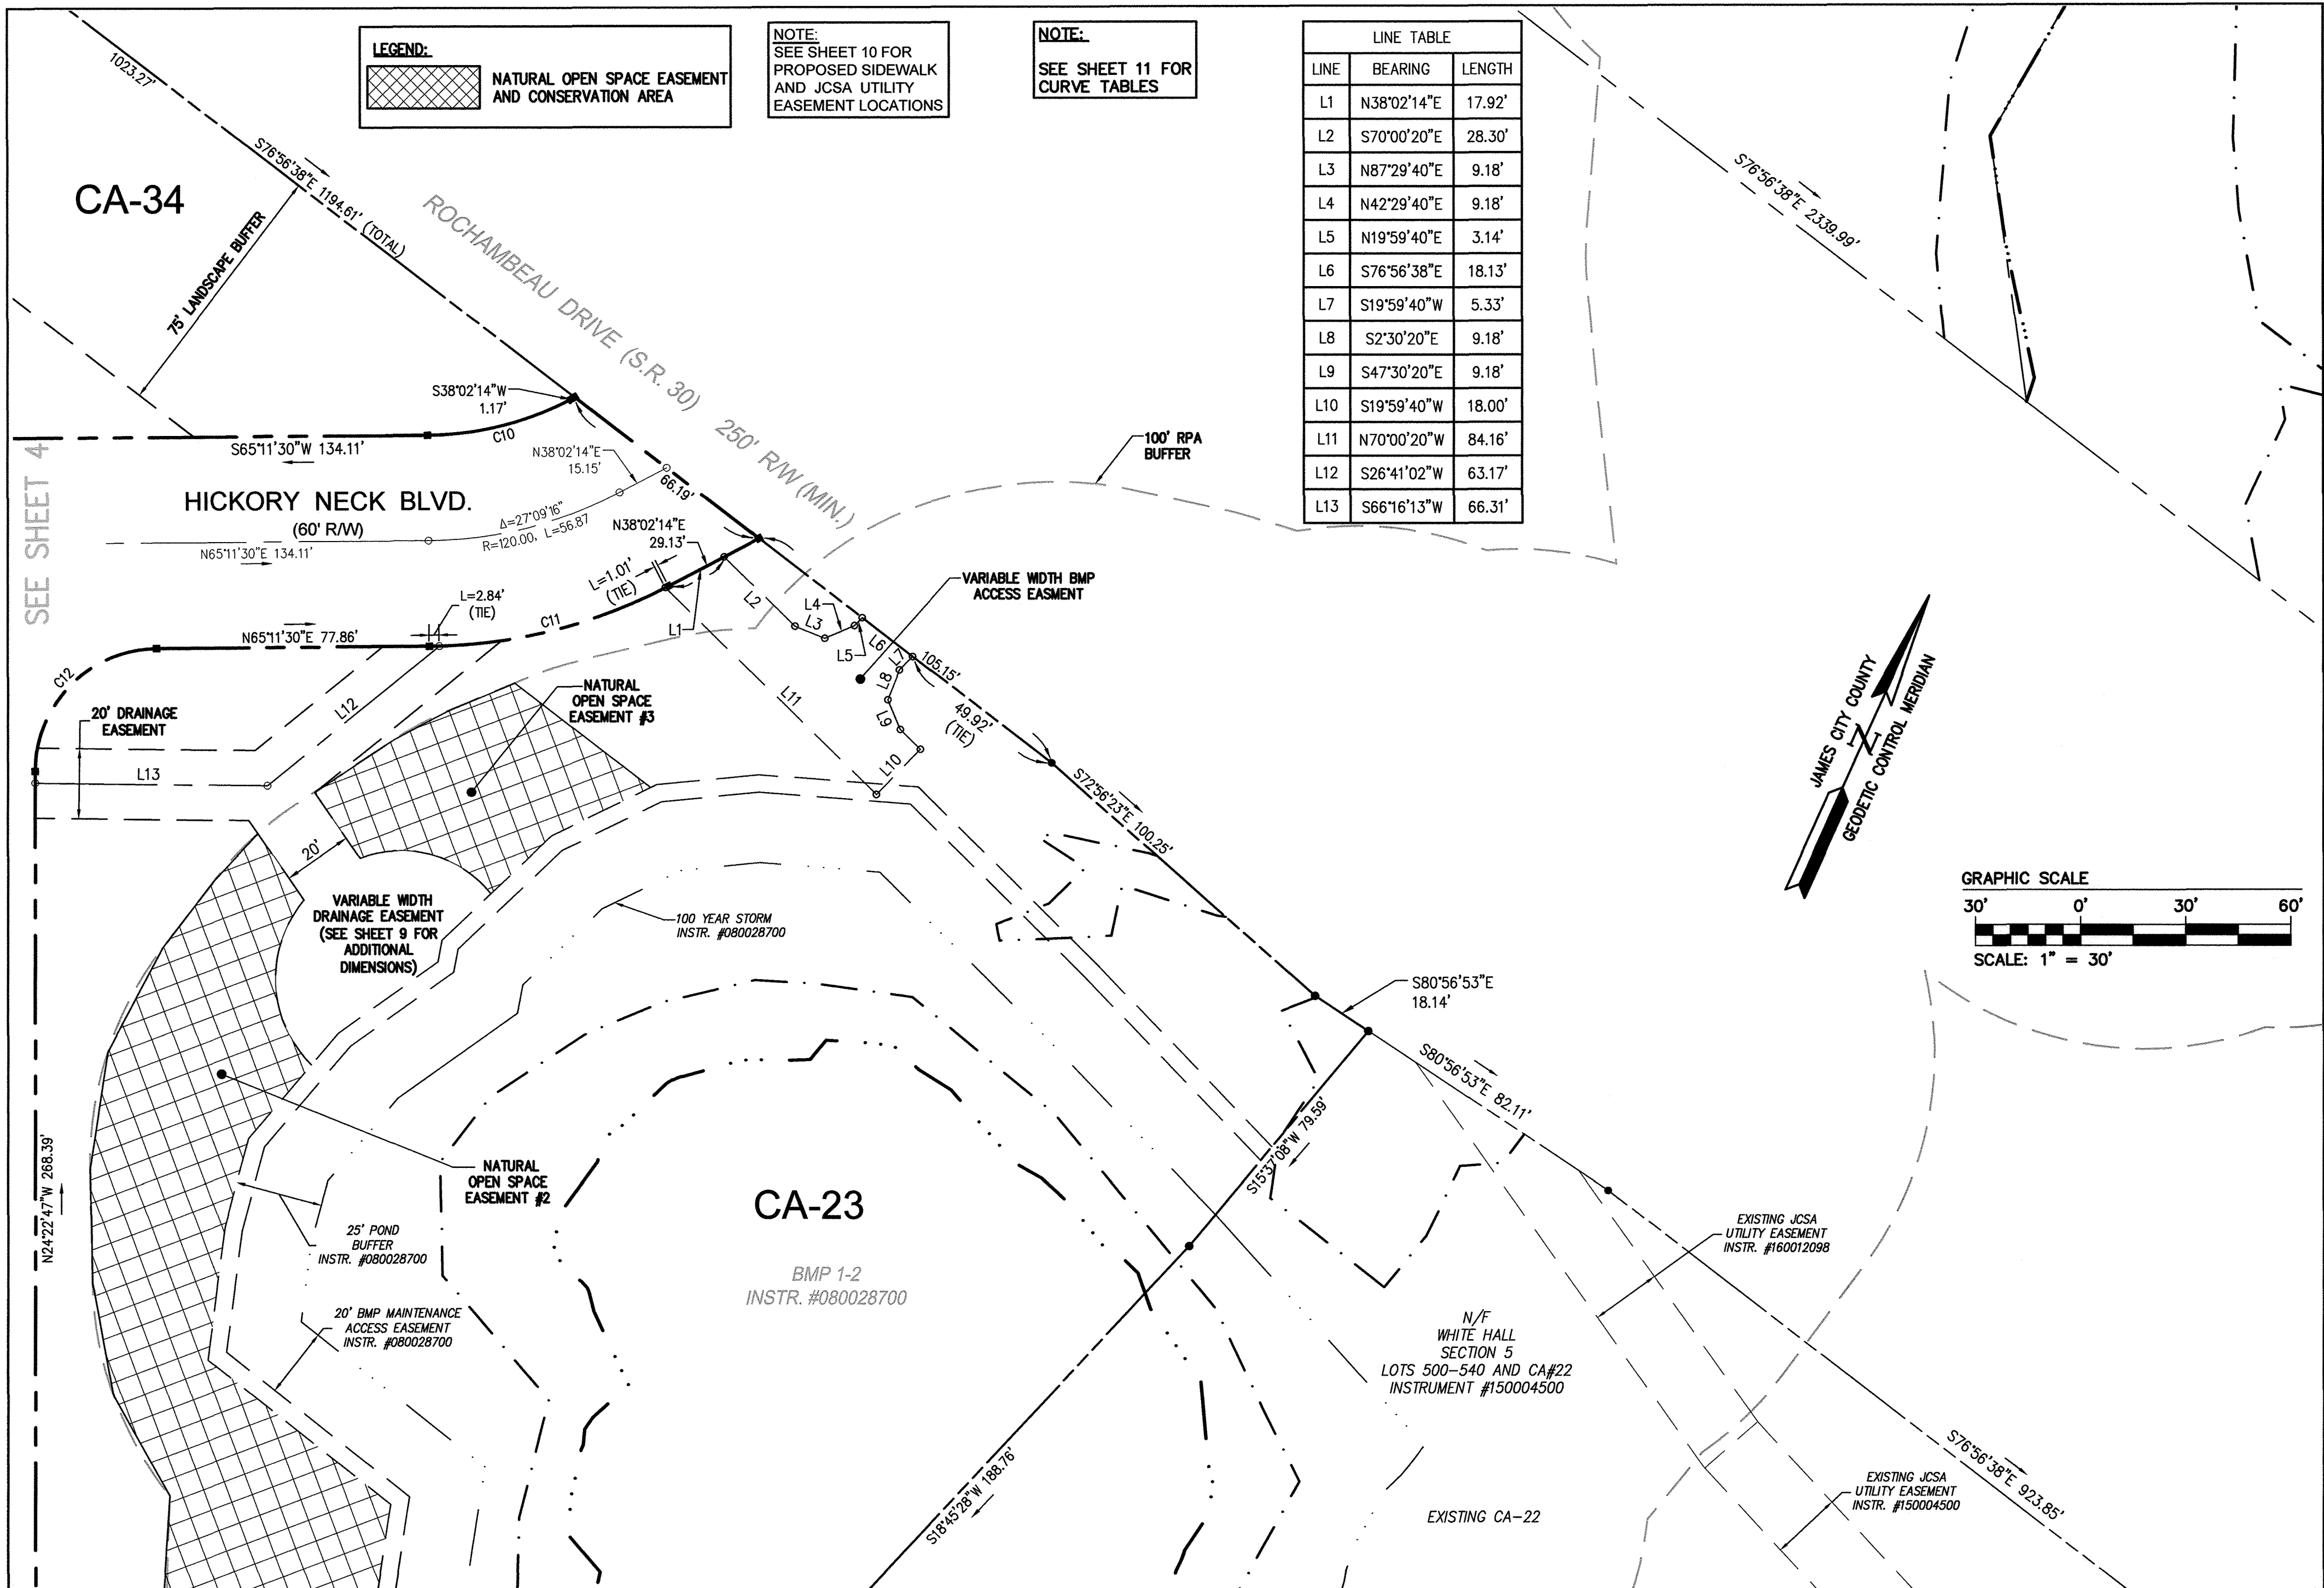 LEGEND:
NATURAL OPEN SPACE EASEMENT
AND CONSERVATION AREA
NOTE:
SEE SHEET 10 FOR
PROPOSED SIDEWALK
AND JCSA UTILITY
EASEMENT LOCATIONS
NOTE:
SEE SHEET 11 FOR
CURVE TABLES
LINE TABLE
LINE BEARING LENGTH
L1 N38°02'14"E 17.92'
L2 S70°00'20"E 28.30'
L3 N87°29'40"E 9.18'
L4 N42°29'40"E 9.18'
L5 N19°59'40"E 3.14'
L6 S76°56'38"E 18.13'
L7 S19°59'40"W 5.33'
L8 S2°30'20"E 9.18'
L9 S47°30'20"E 9.18'
L10 S19°59'40"W 18.00'
L11 N70°00'20"W 84.16'
L12 S26°41'02"W 63.17'
L13 S66°16'13"W 66.31'
1023.27'
S76°56'38"E 1194.61' (TOTAL)
CA-34
75' LANDSCAPE BUFFER
ROCHAMBEAU DRIVE (S.R. 30) 250' R/W (MIN.)
S76°56'38"E 2339.99'
S38°02'14"W
1.17'
C10
S65°11'30"W 134.11'
SEE SHEET 4
HICKORY NECK BLVD.
(60' R/W)
N65°11'30"E 134.11'
N38°02'14"E
15.15'
Δ=27°09'16"
R=120.00, L=56.87
66.19'
N38°02'14"E
29.13'
L=1.01'
(TIE)
L=2.84'
(TIE)
C11
N65°11'30"E 77.86'
C12
L1
L2
L3
L4
L5
L6
L7
L8
L9
L10
L11
L12
L13
105.15'
49.92'
(TIE)
100' RPA
BUFFER
VARIABLE WIDTH BMP
ACCESS EASMENT
20' DRAINAGE
EASEMENT
NATURAL
OPEN SPACE
EASEMENT #3
20'
VARIABLE WIDTH
DRAINAGE EASEMENT
(SEE SHEET 9 FOR
ADDITIONAL
DIMENSIONS)
100 YEAR STORM
INSTR. #080028700
S72°56'23"E 100.25'
JAMES CITY COUNTY
N
GEODETIC CONTROL MERIDIAN
GRAPHIC SCALE
30' 0' 30' 60'
SCALE: 1" = 30'
S80°56'53"E
18.14'
S80°56'53"E 82.11'
S15°37'08"W 79.59'
N24°22'47"W 268.39'
NATURAL
OPEN SPACE
EASEMENT #2
25' POND
BUFFER
INSTR. #080028700
20' BMP MAINTENANCE
ACCESS EASEMENT
INSTR. #080028700
CA-23
BMP 1-2
INSTR. #080028700
EXISTING JCSA
UTILITY EASEMENT
INSTR. #160012098
N/F
WHITE HALL
SECTION 5
LOTS 500-540 AND CA#22
INSTRUMENT #150004500
S18°45'28"W 188.76'
EXISTING CA-22
EXISTING JCSA
UTILITY EASEMENT
INSTR. #150004500
S76°56'38"E 923.85'